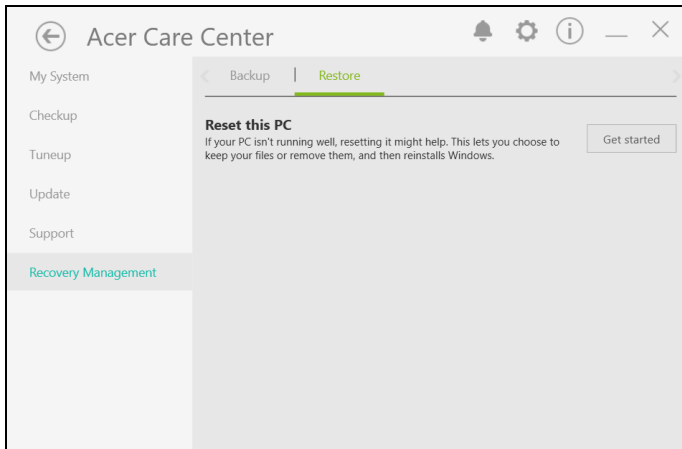 Acer Care Center
My System
Checkup
Tuneup
Update
Support
Recovery Management
Backup | Restore
Reset this PC
If your PC isn't running well, resetting it might help. This lets you choose to
keep your files or remove them, and then reinstalls Windows.
Get started